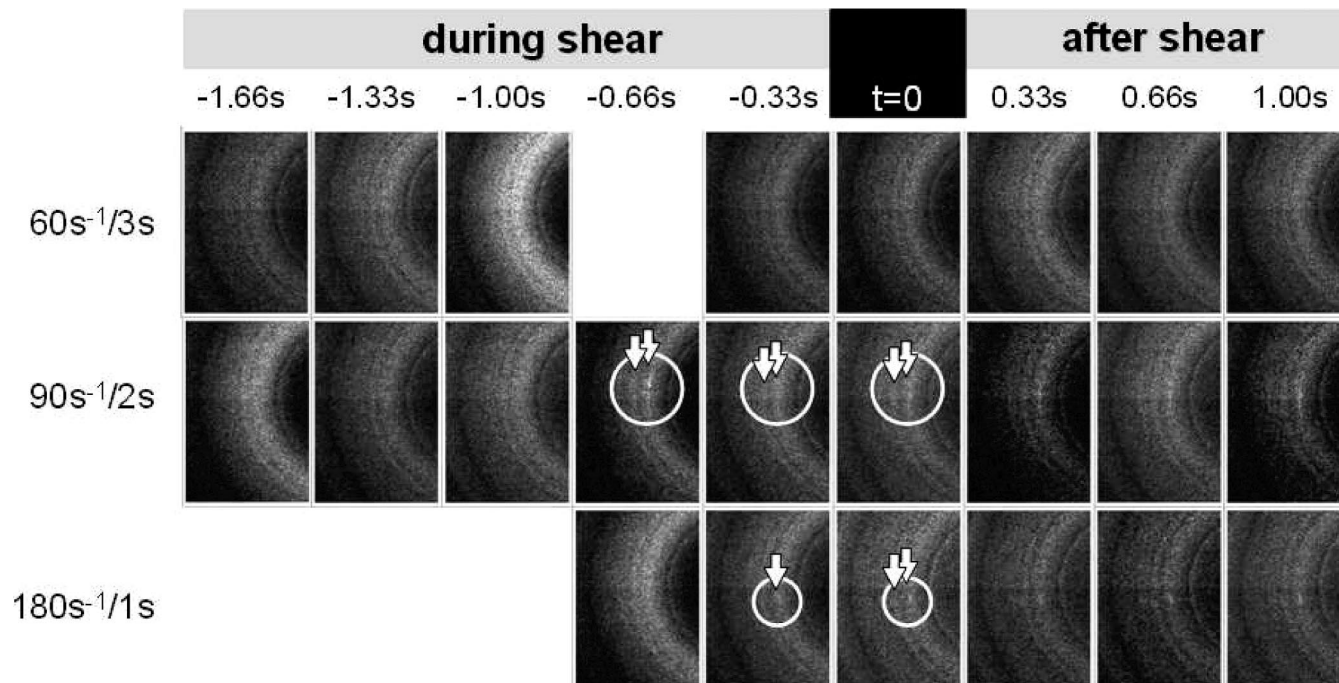 during shear after shear
-1.66s -1.33s -1.00s -0.66s -0.33s t=0 0.33s 0.66s 1.00s
60s⁻¹/3s
90s⁻¹/2s
180s⁻¹/1s